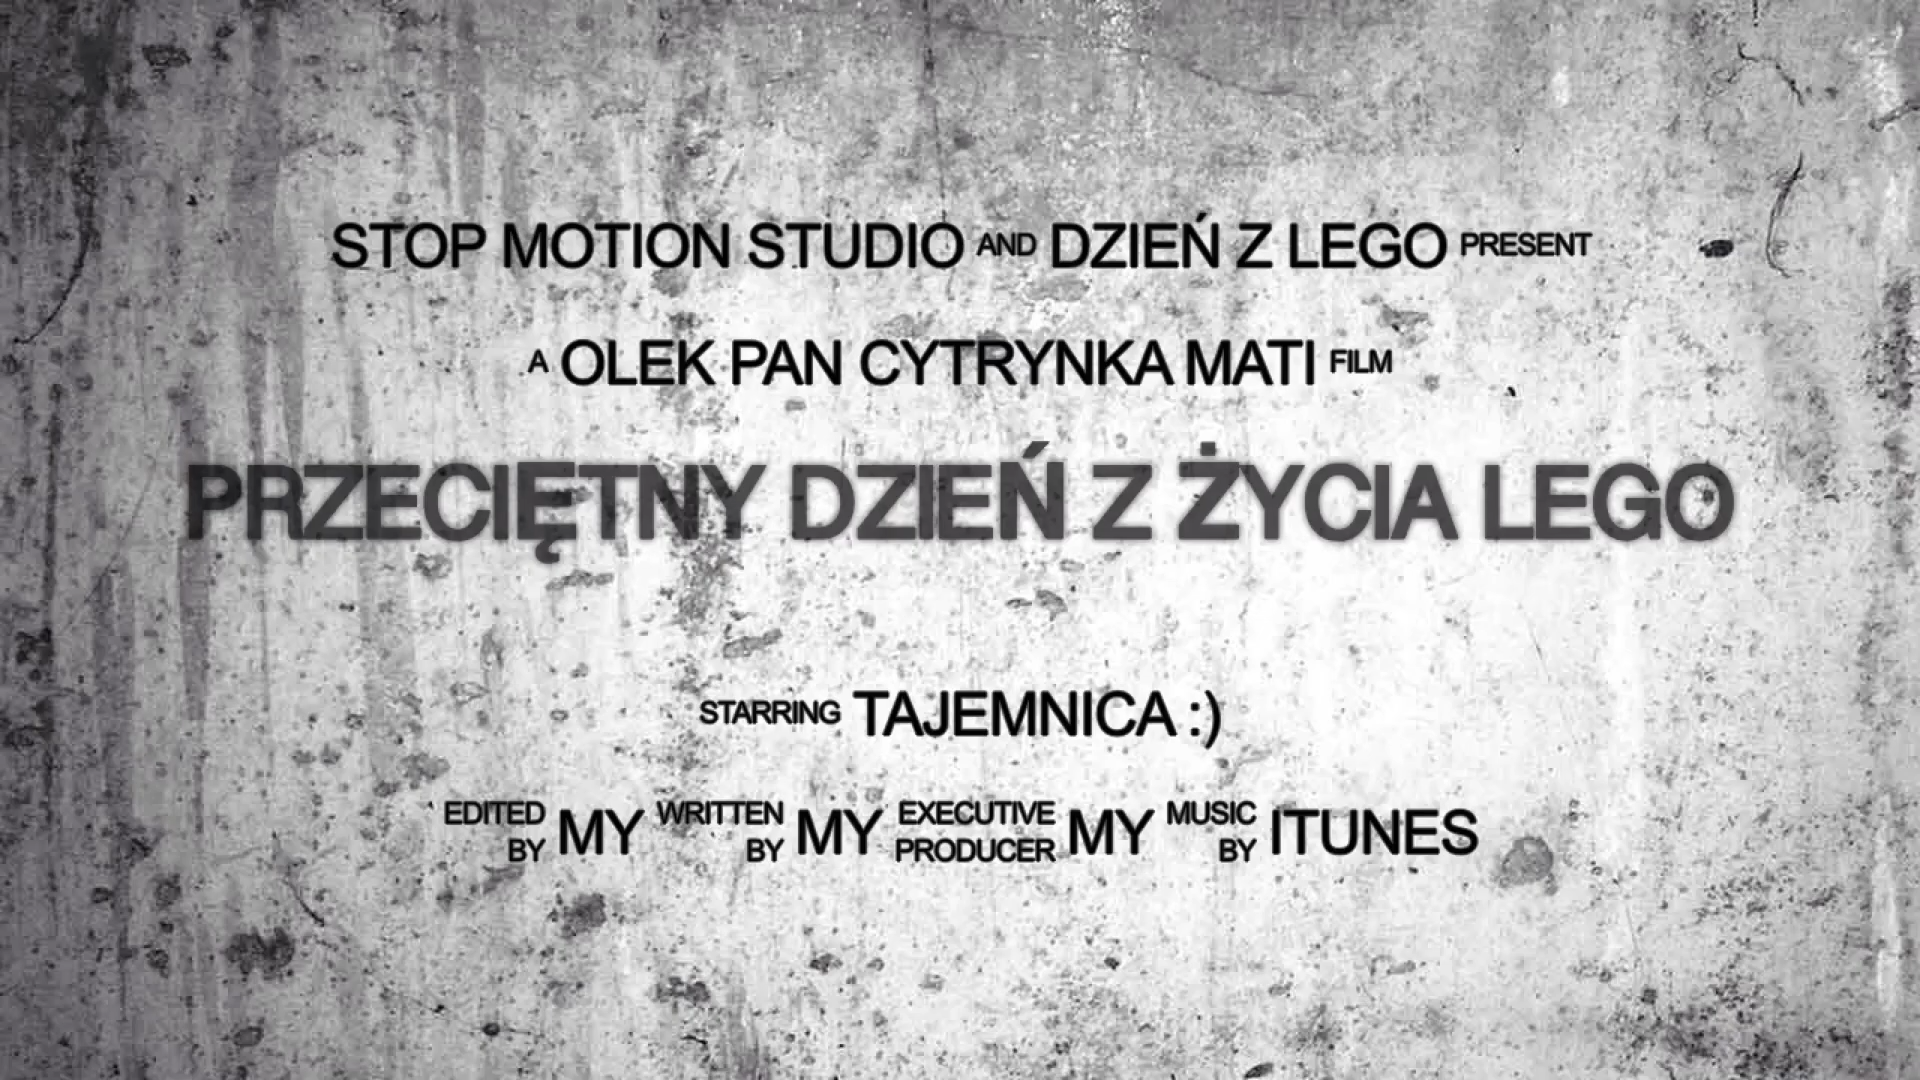 STOP MOTION STUDIO AND DZIEŃ Z LEGO PRESENT
A OLEK PAN CYTRYNKA MATI FILM
PRZECIĘTNY DZIEŃ Z ŻYCIA LEGO
STARRING TAJEMNICA :)
EDITED BY MY WRITTEN BY MY EXECUTIVE PRODUCER MY MUSIC BY ITUNES